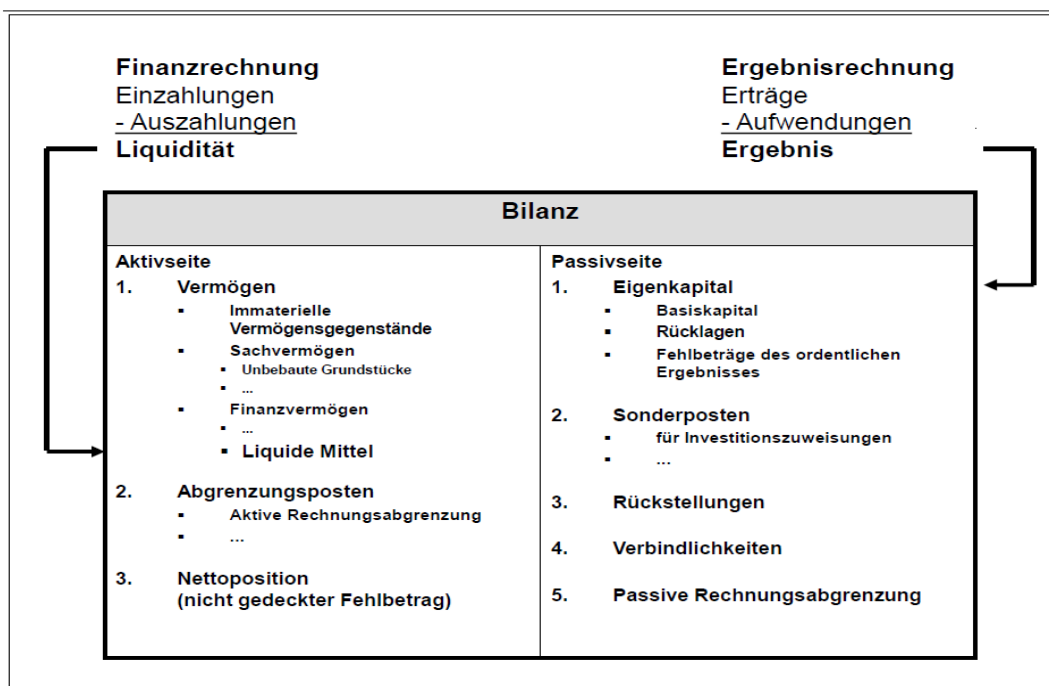 Finanzrechnung
Einzahlungen
- Auszahlungen
Liquidität
Ergebnisrechnung
Erträge
- Aufwendungen
Ergebnis
Bilanz
Aktivseite
1. Vermögen
▪ Immaterielle
Vermögensgegenstände
▪ Sachvermögen
▪ Unbebaute Grundstücke
▪ ...
▪ Finanzvermögen
▪ ...
▪ Liquide Mittel
2. Abgrenzungsposten
▪ Aktive Rechnungsabgrenzung
▪ ...
3. Nettoposition
(nicht gedeckter Fehlbetrag)
Passivseite
1. Eigenkapital
▪ Basiskapital
▪ Rücklagen
▪ Fehlbeträge des ordentlichen
Ergebnisses
2. Sonderposten
▪ für Investitionszuweisungen
▪ ...
3. Rückstellungen
4. Verbindlichkeiten
5. Passive Rechnungsabgrenzung